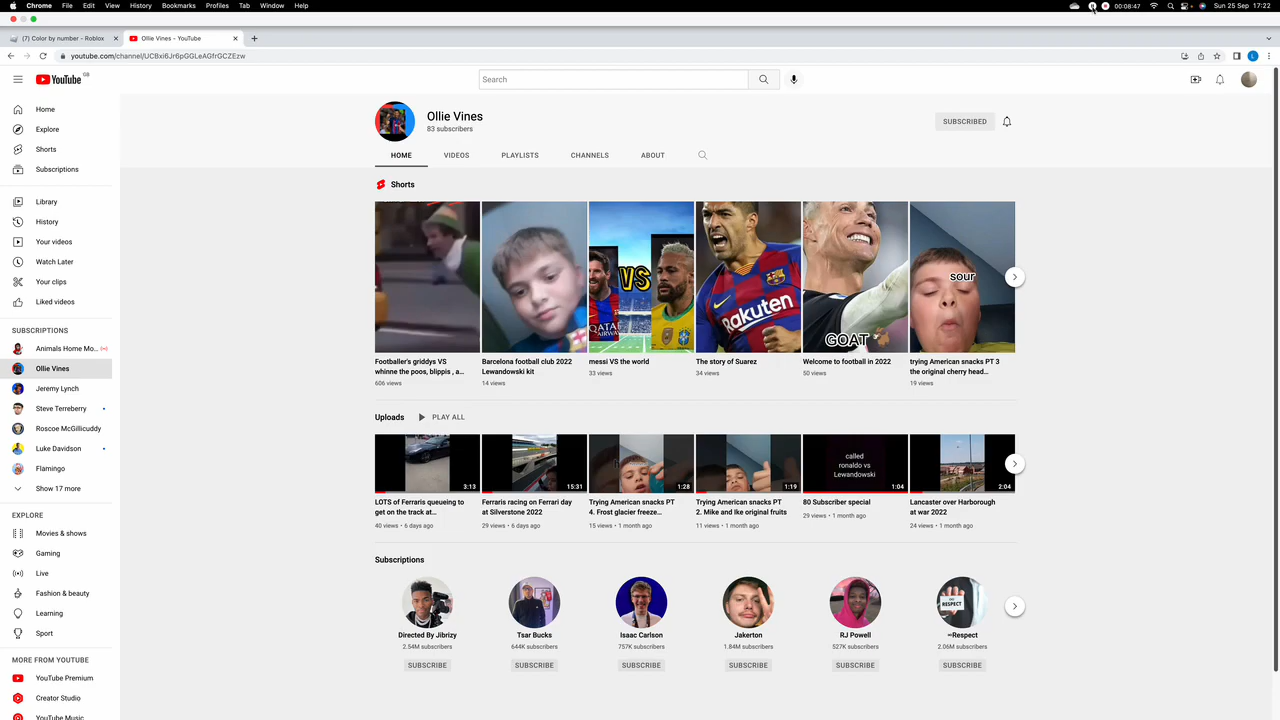 Chrome File Edit View History Bookmarks Profiles Tab Window Help 00:08:47 Sun 25 Sep 17:22
(7) Color by number - Roblox Ollie Vines - YouTube
youtube.com/channel/UCBxi6Jr6pGGLeAGfrGCZEzw L
YouTube GB Search
Home
Explore
Shorts
Subscriptions
Library
History
Your videos
Watch Later
Your clips
Liked videos
SUBSCRIPTIONS
Animals Home Mo...
Ollie Vines
Jeremy Lynch
Steve Terreberry
Roscoe McGillicuddy
Luke Davidson
Flamingo
Show 17 more
EXPLORE
Movies & shows
Gaming
Live
Fashion & beauty
Learning
Sport
MORE FROM YOUTUBE
YouTube Premium
Creator Studio
YouTube Music
Ollie Vines
83 subscribers
SUBSCRIBED
HOME VIDEOS PLAYLISTS CHANNELS ABOUT
Shorts
VS
QATAR
AIRWAYS
Rakuten
GOAT
sour
Footballer's griddys VS
whinne the poos, blippis , a...
606 views
Barcelona football club 2022
Lewandowski kit
14 views
messi VS the world
33 views
The story of Suarez
34 views
Welcome to football in 2022
50 views
trying American snacks PT 3
the original cherry head...
19 views
Uploads PLAY ALL
3:13
15:31
1:28
1:19
called
ronaldo vs
Lewandowski
1:04
2:04
LOTS of Ferraris queueing to
get on the track at...
40 views • 6 days ago
Ferraris racing on Ferrari day
at Silverstone 2022
29 views • 6 days ago
Trying American snacks PT
4. Frost glacier freeze...
15 views • 1 month ago
Trying American snacks PT
2. Mike and Ike original fruits
11 views • 1 month ago
80 Subscriber special
29 views • 1 month ago
Lancaster over Harborough
at war 2022
24 views • 1 month ago
Subscriptions
RESPECT
Directed By Jibrizy
2.54M subscribers
SUBSCRIBE
Tsar Bucks
644K subscribers
SUBSCRIBE
Isaac Carlson
757K subscribers
SUBSCRIBE
Jakerton
1.84M subscribers
SUBSCRIBE
RJ Powell
527K subscribers
SUBSCRIBE
=Respect
2.06M subscribers
SUBSCRIBE